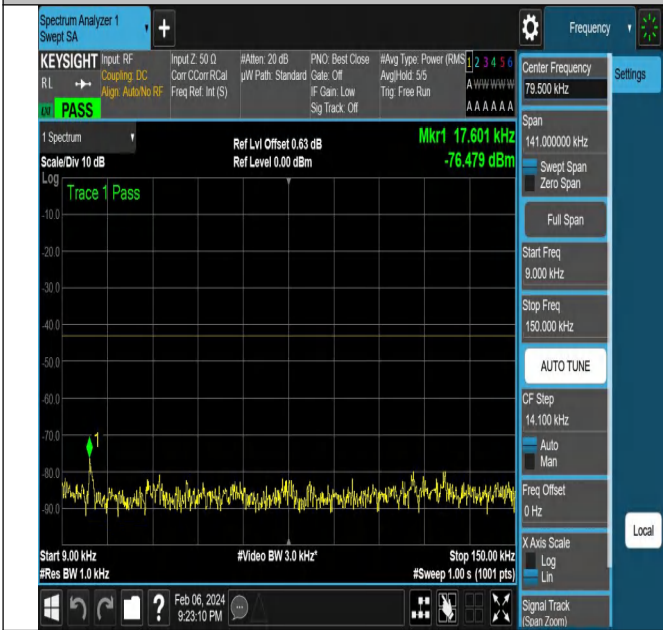 Spectrum Analyzer 1
Swept SA
+
Frequency
KEYSIGHT
Input: RF
Input Z: 50 Ω
#Atten: 20 dB
PNO: Best Close
#Avg Type: Power (RMS
1 2 3 4 5 6
RL
Coupling: DC
Corr CCorr RCal
µW Path: Standard
Gate: Off
Avg|Hold: 5/5
A W W W W W
Align: Auto/No RF
Freq Ref: Int (S)
IF Gain: Low
Trig: Free Run
Sig Track: Off
A A A A A A
PASS
1 Spectrum
Ref Lvl Offset 0.63 dB
Mkr1 17.601 kHz
Scale/Div 10 dB
Ref Level 0.00 dBm
-76.479 dBm
Log
Trace 1 Pass
-10.0
-20.0
-30.0
-40.0
-50.0
-60.0
-70.0
1
-80.0
-90.0
Start 9.00 kHz
#Video BW 3.0 kHz*
Stop 150.00 kHz
#Res BW 1.0 kHz
#Sweep 1.00 s (1001 pts)
?
Feb 06, 2024
9:23:10 PM
Center Frequency
79.500 kHz
Settings
Span
141.000000 kHz
Swept Span
Zero Span
Full Span
Start Freq
9.000 kHz
Stop Freq
150.000 kHz
AUTO TUNE
CF Step
14.100 kHz
Auto
Man
Freq Offset
0 Hz
Local
X Axis Scale
Log
Lin
Signal Track
(Span Zoom)